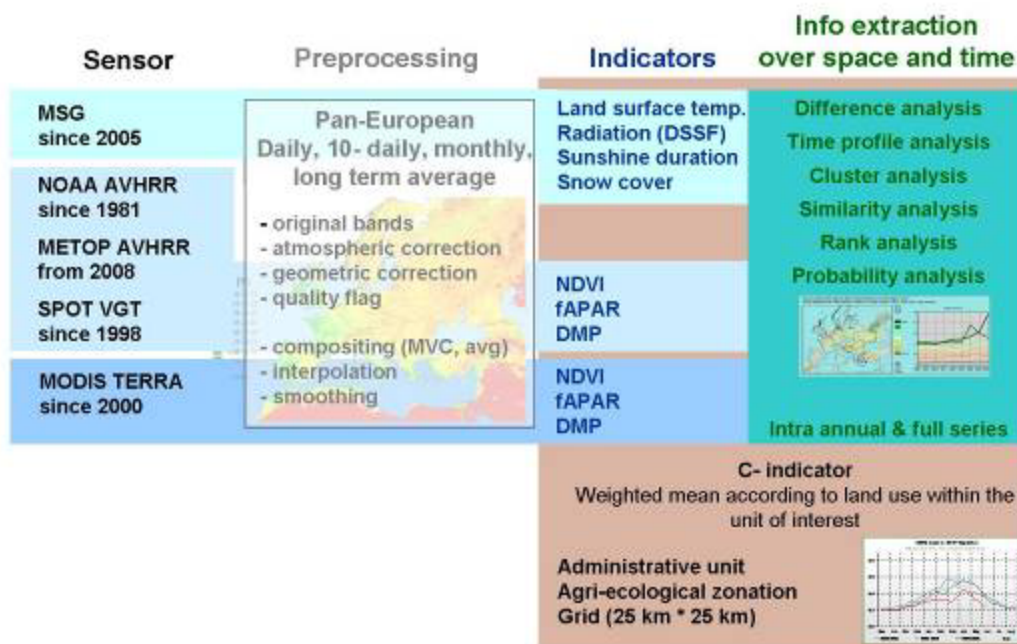 Sensor
Preprocessing
Indicators
Info extraction
over space and time
MSG
since 2005
NOAA AVHRR
since 1981
METOP AVHRR
from 2008
SPOT VGT
since 1998
MODIS TERRA
since 2000
Pan-European
Daily, 10- daily, monthly,
long term average
- original bands
- atmospheric correction
- geometric correction
- quality flag
- compositing (MVC, avg)
- interpolation
- smoothing
Land surface temp.
Radiation (DSSF)
Sunshine duration
Snow cover
NDVI
fAPAR
DMP
NDVI
fAPAR
DMP
Difference analysis
Time profile analysis
Cluster analysis
Similarity analysis
Rank analysis
Probability analysis
Intra annual & full series
C- indicator
Weighted mean according to land use within the
unit of interest
Administrative unit
Agri-ecological zonation
Grid (25 km * 25 km)